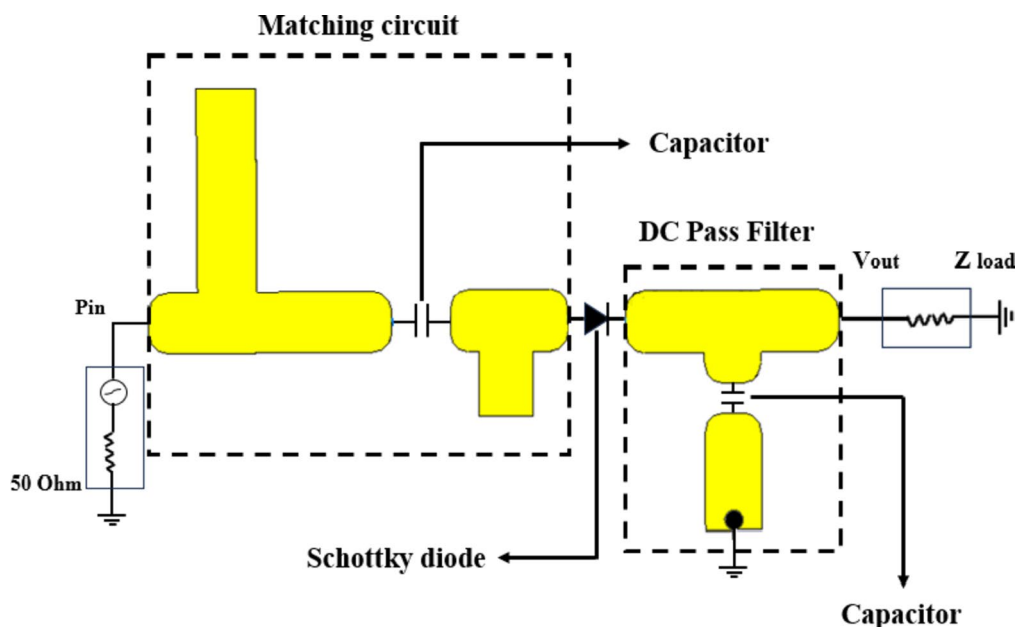 Matching circuit
Capacitor
DC Pass Filter
Vout
Z load
Pin
50 Ohm
Schottky diode
Capacitor